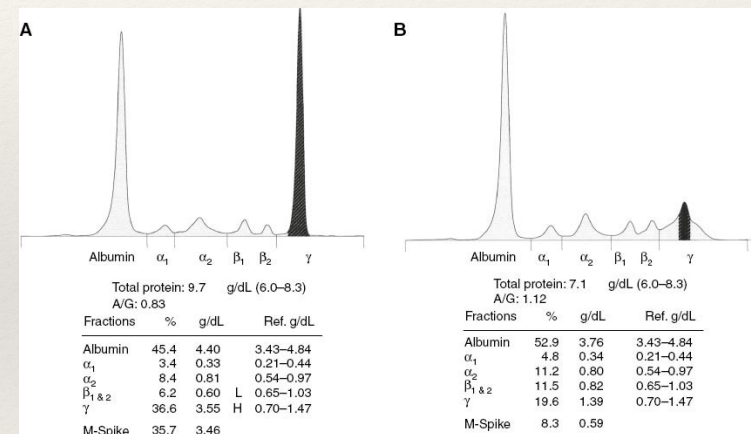 A
Albumin α1 α2 β1 β2 γ
Total protein: 9.7 g/dL (6.0–8.3)
A/G: 0.83
Fractions % g/dL Ref. g/dL
Albumin 45.4 4.40 3.43–4.84
α1 3.4 0.33 0.21–0.44
α2 8.4 0.81 0.54–0.97
β1 & 2 6.2 0.60 L 0.65–1.03
γ 36.6 3.55 H 0.70–1.47
M-Spike 35.7 3.46
B
Albumin α1 α2 β1 β2 γ
Total protein: 7.1 g/dL (6.0–8.3)
A/G: 1.12
Fractions % g/dL Ref. g/dL
Albumin 52.9 3.76 3.43–4.84
α1 4.8 0.34 0.21–0.44
α2 11.2 0.80 0.54–0.97
β1 & 2 11.5 0.82 0.65–1.03
γ 19.6 1.39 0.70–1.47
M-Spike 8.3 0.59